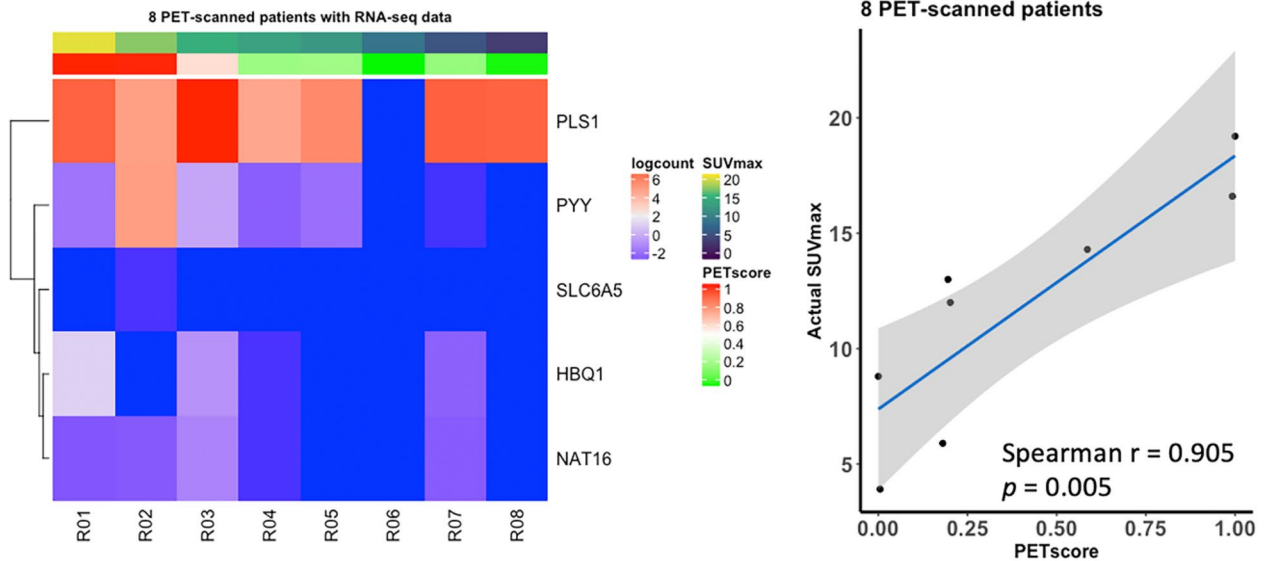 8 PET-scanned patients with RNA-seq data
PLS1
PYY
SLC6A5
HBQ1
NAT16
R01 R02 R03 R04 R05 R06 R07 R08
logcount
6
4
2
0
-2
SUVmax
20
15
10
5
0
PETscore
1
0.8
0.6
0.4
0.2
0
8 PET-scanned patients
Actual SUVmax
20
15
10
5
Spearman r = 0.905
p = 0.005
0.00 0.25 0.50 0.75 1.00
PETscore